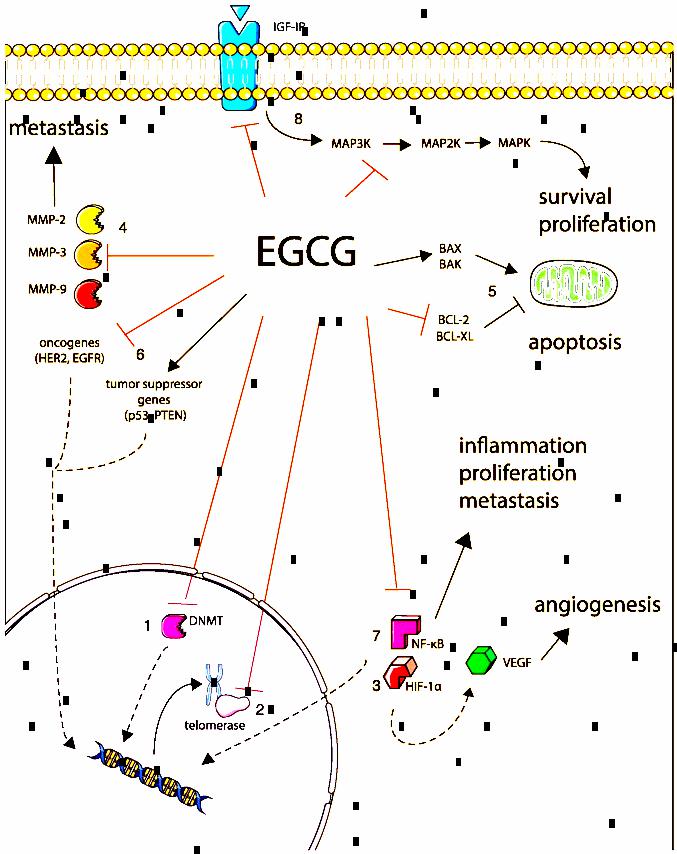 IGF-IR
8
metastasis
MAP3K
MAP2K
MAPK
survival
proliferation
MMP-2
4
MMP-3
MMP-9
EGCG
BAX
BAK
5
BCL-2
BCL-XL
apoptosis
oncogenes
(HER2, EGFR)
6
tumor suppressor
genes
(p53, PTEN)
inflammation
proliferation
metastasis
angiogenesis
1
DNMT
7
NF-κB
VEGF
3
HIF-1α
2
telomerase